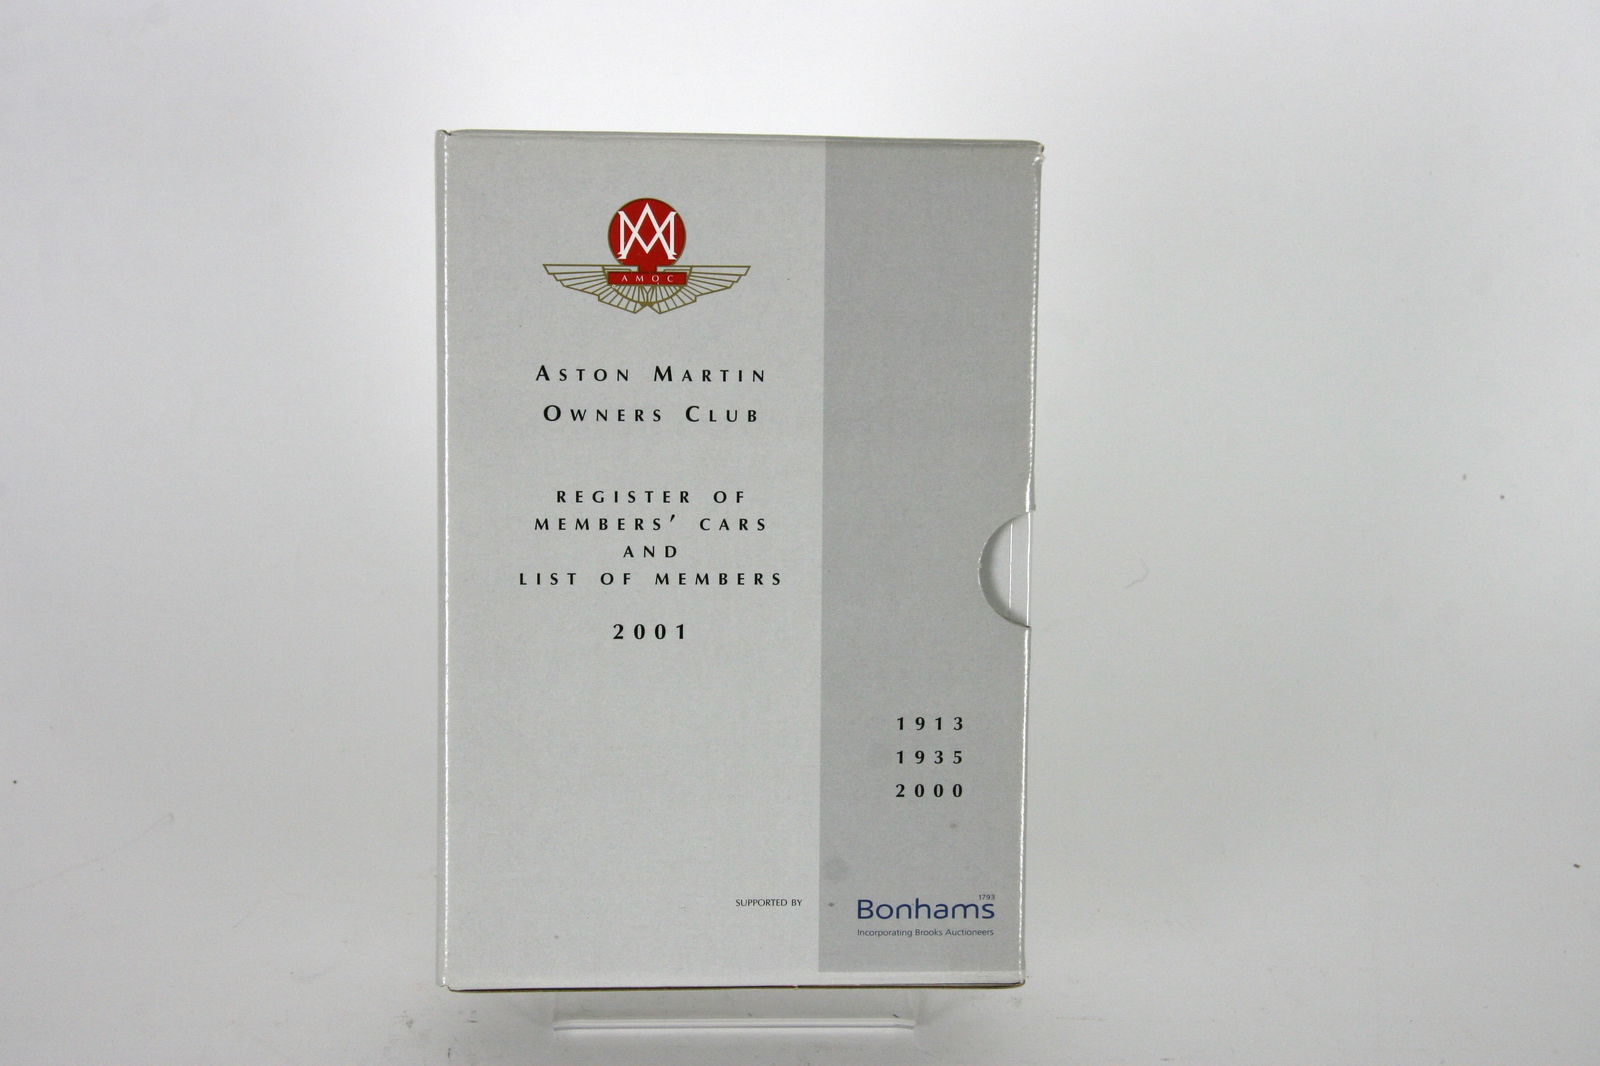 AM
AMOC
ASTON MARTIN
OWNERS CLUB
REGISTER OF
MEMBERS' CARS
AND
LIST OF MEMBERS
2001
1913
1935
2000
SUPPORTED BY
1793
Bonhams
Incorporating Brooks Auctioneers